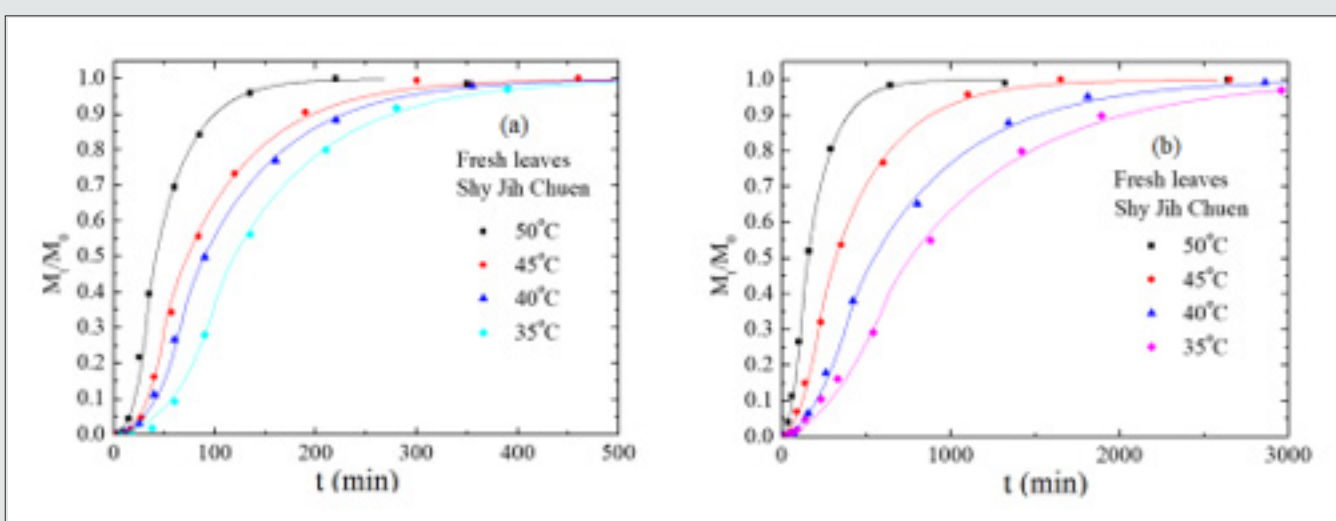 1.0
0.9
0.8
0.7
0.6
0.5
0.4
0.3
0.2
0.1
0.0
M_t/M_0
0 100 200 300 400 500
t (min)
(a)
Fresh leaves
Shy Jih Chuen
50°C
45°C
40°C
35°C
1.0
0.9
0.8
0.7
0.6
0.5
0.4
0.3
0.2
0.1
0.0
M_t/M_0
0 1000 2000 3000
t (min)
(b)
Fresh leaves
Shy Jih Chuen
50°C
45°C
40°C
35°C